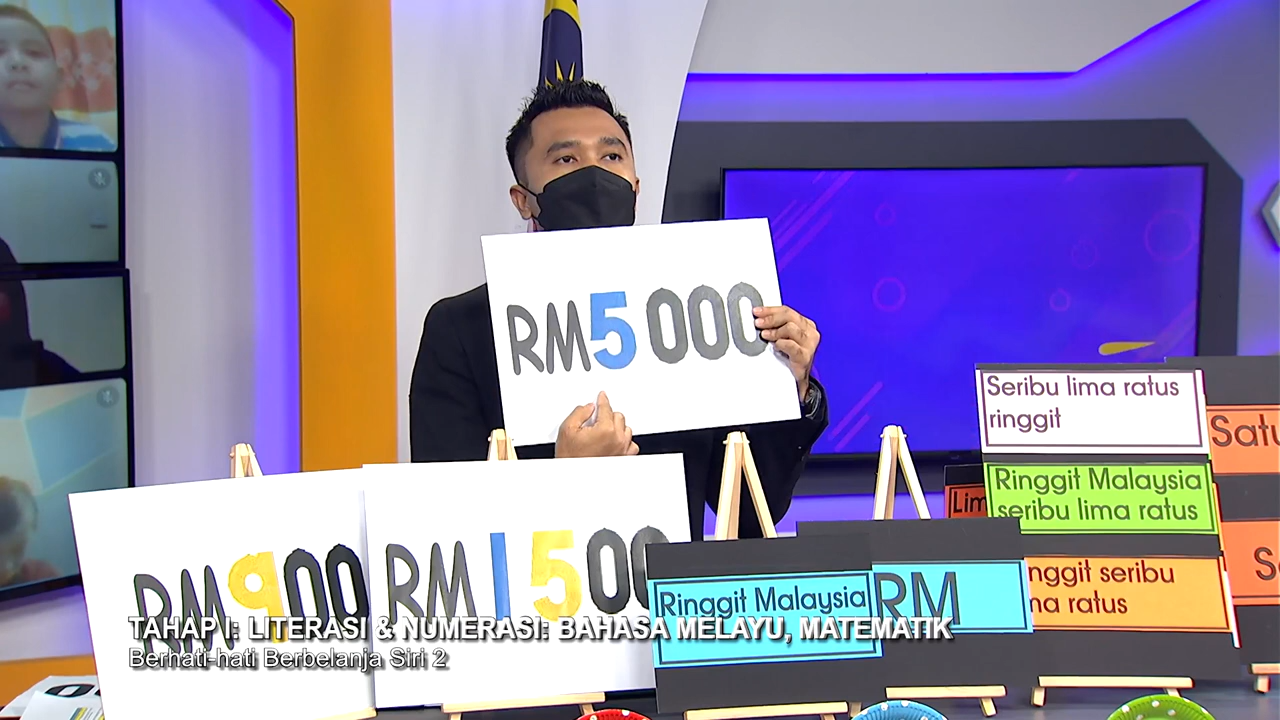 RM5 000
Seribu lima ratus
ringgit
Satu
Ringgit Malaysia
seribu lima ratus
RM900
RM1 500
Ringgit Malaysia
RM
nggit seribu
ma ratus
TAHAP I: LITERASI & NUMERASI: BAHASA MELAYU, MATEMATIK
Berhati-hati Berbelanja Siri 2